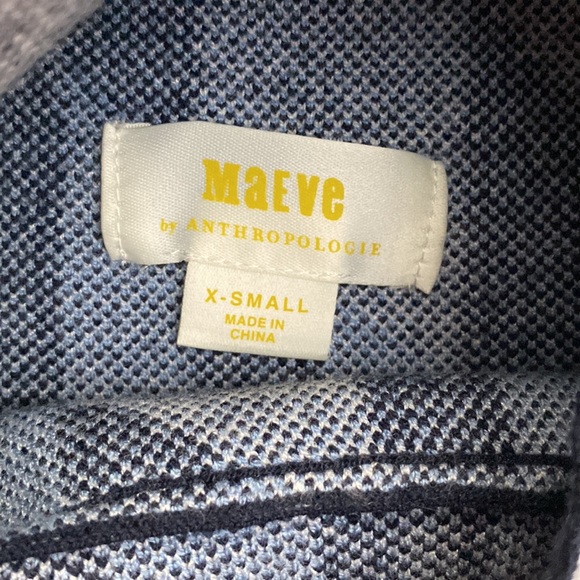 MaEVe
by ANTHROPOLOGIE
X-SMALL
MADE IN
CHINA